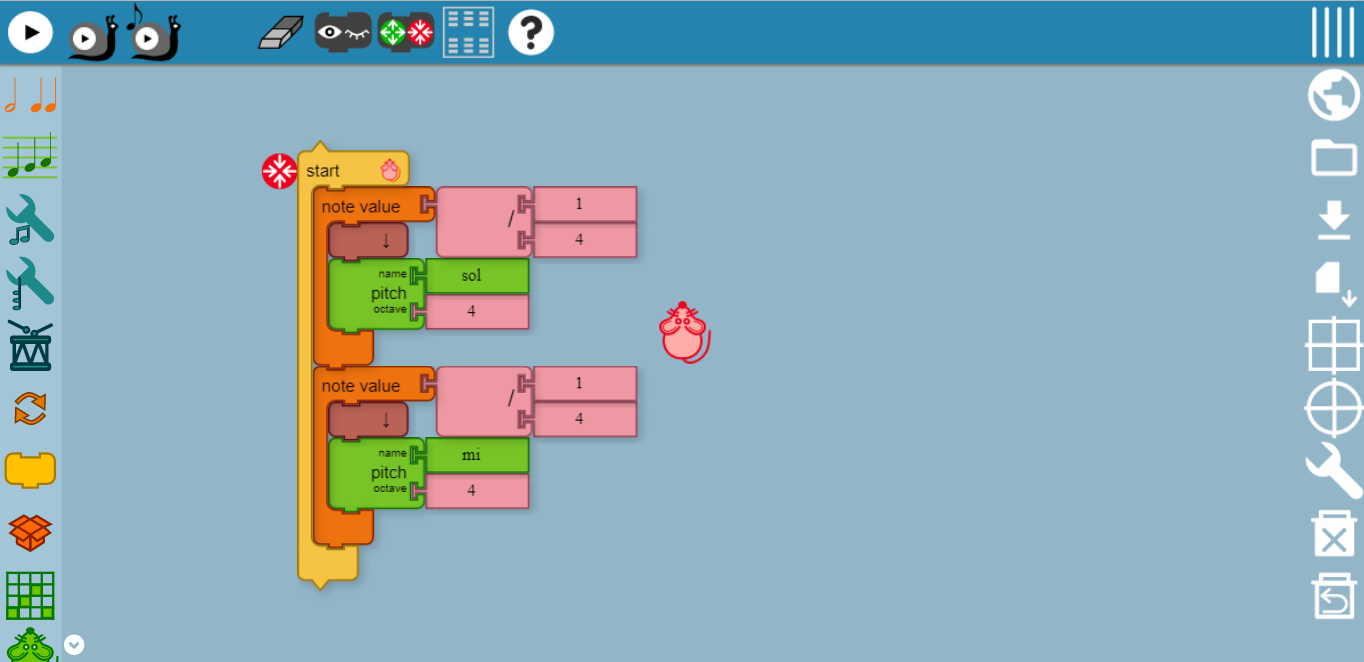 ?
start
note value / 1
↓ 4
name sol
pitch
octave 4
note value / 1
↓ 4
name mi
pitch
octave 4